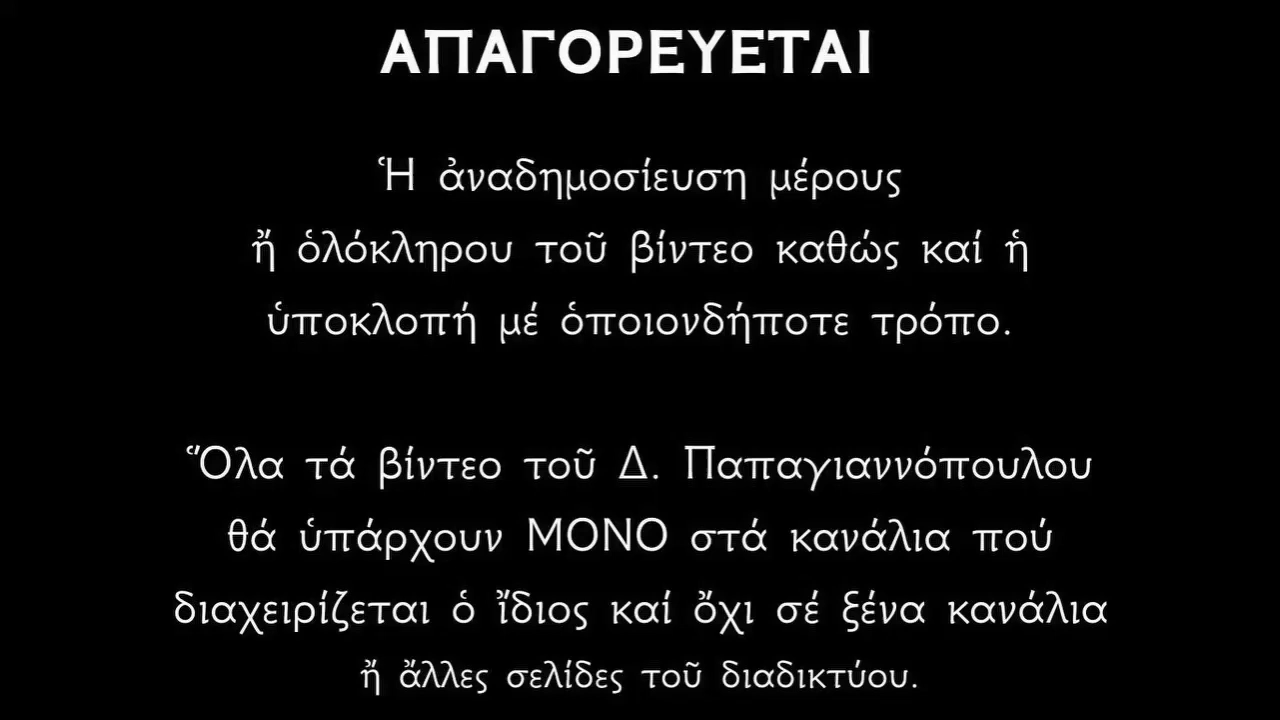 ΑΠΑΓΟΡΕΥΕΤΑΙ
Ἡ ἀναδημοσίευση μέρους
ἤ ὁλόκληρου τοῦ βίντεο καθώς καί ἡ
ὑποκλοπή μέ ὁποιονδήποτε τρόπο.
Ὅλα τά βίντεο τοῦ Δ. Παπαγιαννόπουλου
θά ὑπάρχουν ΜΟΝΟ στά κανάλια πού
διαχειρίζεται ὁ ἴδιος καί ὄχι σέ ξένα κανάλια
ἤ ἄλλες σελίδες τοῦ διαδικτύου.